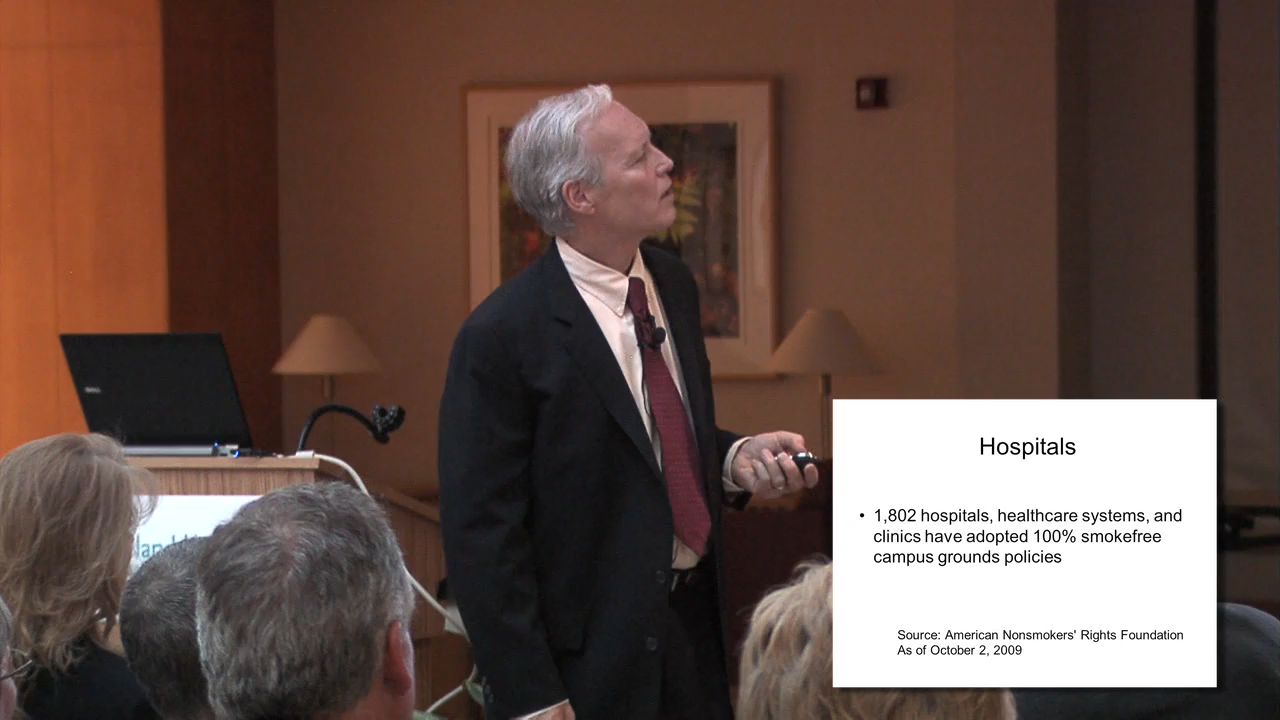 DELL
Hospitals
• 1,802 hospitals, healthcare systems, and
clinics have adopted 100% smokefree
campus grounds policies
Source: American Nonsmokers' Rights Foundation
As of October 2, 2009